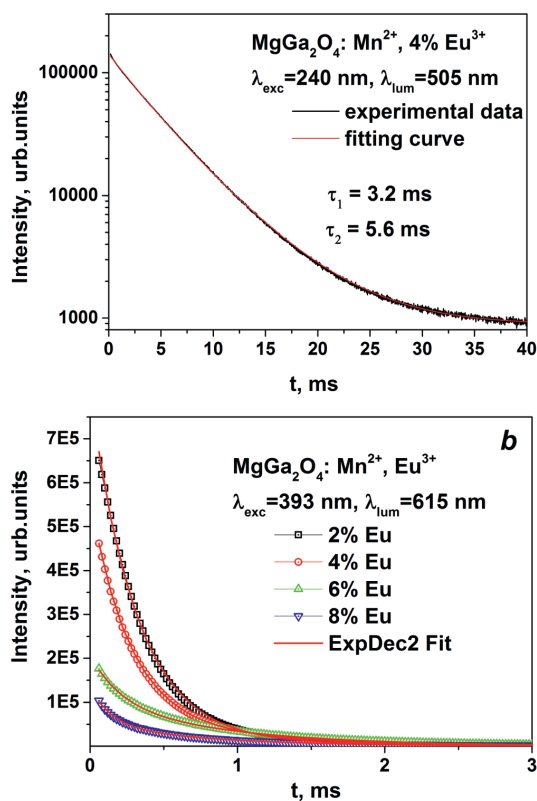 MgGa₂O₄: Mn²⁺, 4% Eu³⁺
λexc=240 nm, λlum=505 nm
experimental data
fitting curve
τ₁ = 3.2 ms
τ₂ = 5.6 ms
Intensity, urb.units
100000
10000
1000
0 5 10 15 20 25 30 35 40
t, ms
b
MgGa₂O₄: Mn²⁺, Eu³⁺
λexc=393 nm, λlum=615 nm
2% Eu
4% Eu
6% Eu
8% Eu
ExpDec2 Fit
Intensity, urb.units
7E5
6E5
5E5
4E5
3E5
2E5
1E5
0 1 2 3
t, ms